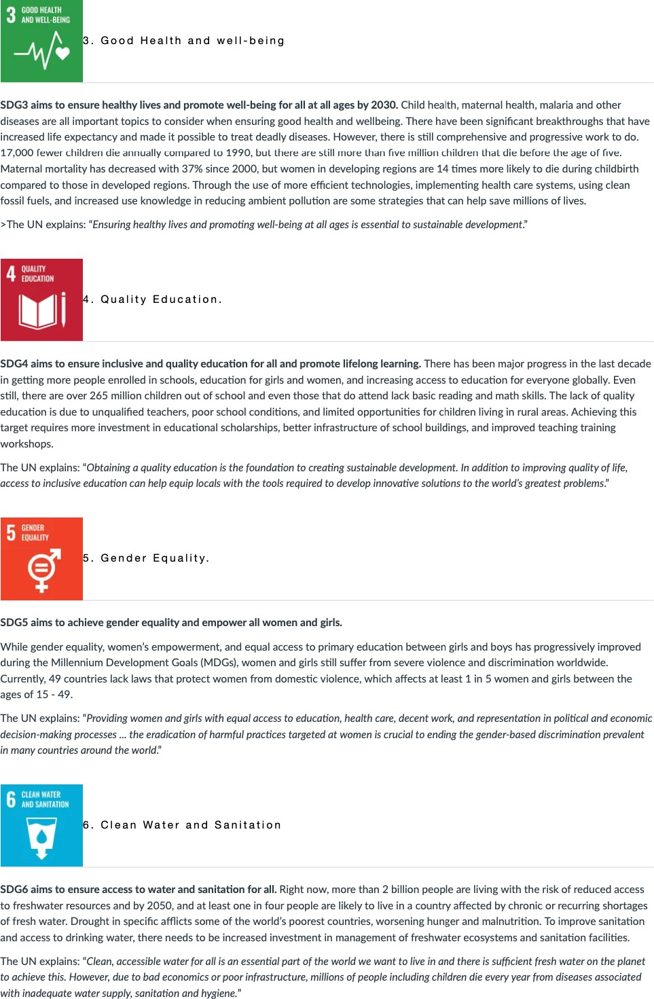 3 GOOD HEALTH
AND WELL-BEING
3. Good Health and well-being
SDG3 aims to ensure healthy lives and promote well-being for all at all ages by 2030. Child health, maternal health, malaria and other
diseases are all important topics to consider when ensuring good health and wellbeing. There have been significant breakthroughs that have
increased life expectancy and made it possible to treat deadly diseases. However, there is still comprehensive and progressive work to do.
17,000 fewer children die annually compared to 1990, but there are still more than five million children that die before the age of five.
Maternal mortality has decreased with 37% since 2000, but women in developing regions are 14 times more likely to die during childbirth
compared to those in developed regions. Through the use of more efficient technologies, implementing health care systems, using clean
fossil fuels, and increased use knowledge in reducing ambient pollution are some strategies that can help save millions of lives.
>The UN explains: “Ensuring healthy lives and promoting well-being at all ages is essential to sustainable development.”
4 QUALITY
EDUCATION
4. Quality Education.
SDG4 aims to ensure inclusive and quality education for all and promote lifelong learning. There has been major progress in the last decade
in getting more people enrolled in schools, education for girls and women, and increasing access to education for everyone globally. Even
still, there are over 265 million children out of school and even those that do attend lack basic reading and math skills. The lack of quality
education is due to unqualified teachers, poor school conditions, and limited opportunities for children living in rural areas. Achieving this
target requires more investment in educational scholarships, better infrastructure of school buildings, and improved teaching training
workshops.
The UN explains: “Obtaining a quality education is the foundation to creating sustainable development. In addition to improving quality of life,
access to inclusive education can help equip locals with the tools required to develop innovative solutions to the world’s greatest problems.”
5 GENDER
EQUALITY
5. Gender Equality.
SDG5 aims to achieve gender equality and empower all women and girls.
While gender equality, women’s empowerment, and equal access to primary education between girls and boys has progressively improved
during the Millennium Development Goals (MDGs), women and girls still suffer from severe violence and discrimination worldwide.
Currently, 49 countries lack laws that protect women from domestic violence, which affects at least 1 in 5 women and girls between the
ages of 15 - 49.
The UN explains: “Providing women and girls with equal access to education, health care, decent work, and representation in political and economic
decision-making processes ... the eradication of harmful practices targeted at women is crucial to ending the gender-based discrimination prevalent
in many countries around the world.”
6 CLEAN WATER
AND SANITATION
6. Clean Water and Sanitation
SDG6 aims to ensure access to water and sanitation for all. Right now, more than 2 billion people are living with the risk of reduced access
to freshwater resources and by 2050, and at least one in four people are likely to live in a country affected by chronic or recurring shortages
of fresh water. Drought in specific afflicts some of the world’s poorest countries, worsening hunger and malnutrition. To improve sanitation
and access to drinking water, there needs to be increased investment in management of freshwater ecosystems and sanitation facilities.
The UN explains: “Clean, accessible water for all is an essential part of the world we want to live in and there is sufficient fresh water on the planet
to achieve this. However, due to bad economics or poor infrastructure, millions of people including children die every year from diseases associated
with inadequate water supply, sanitation and hygiene.”